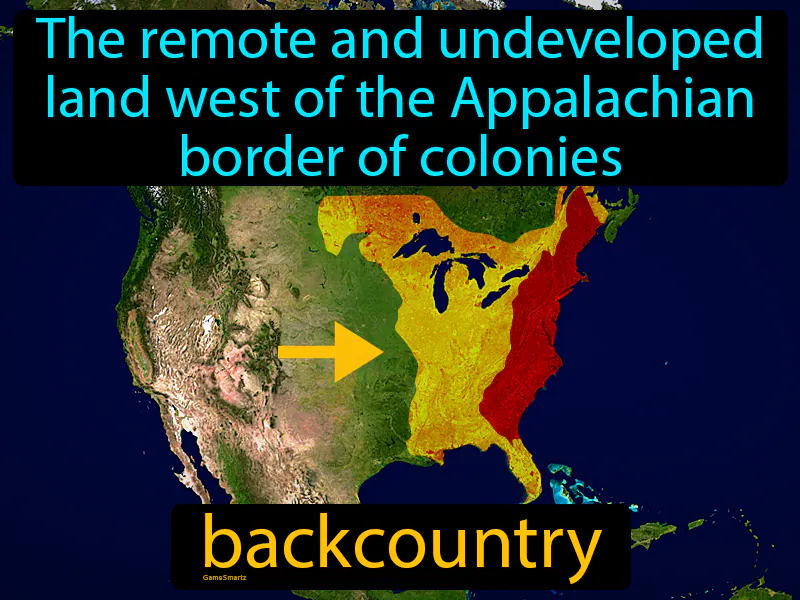 The remote and undeveloped
land west of the Appalachian
border of colonies
backcountry
GameSmartz